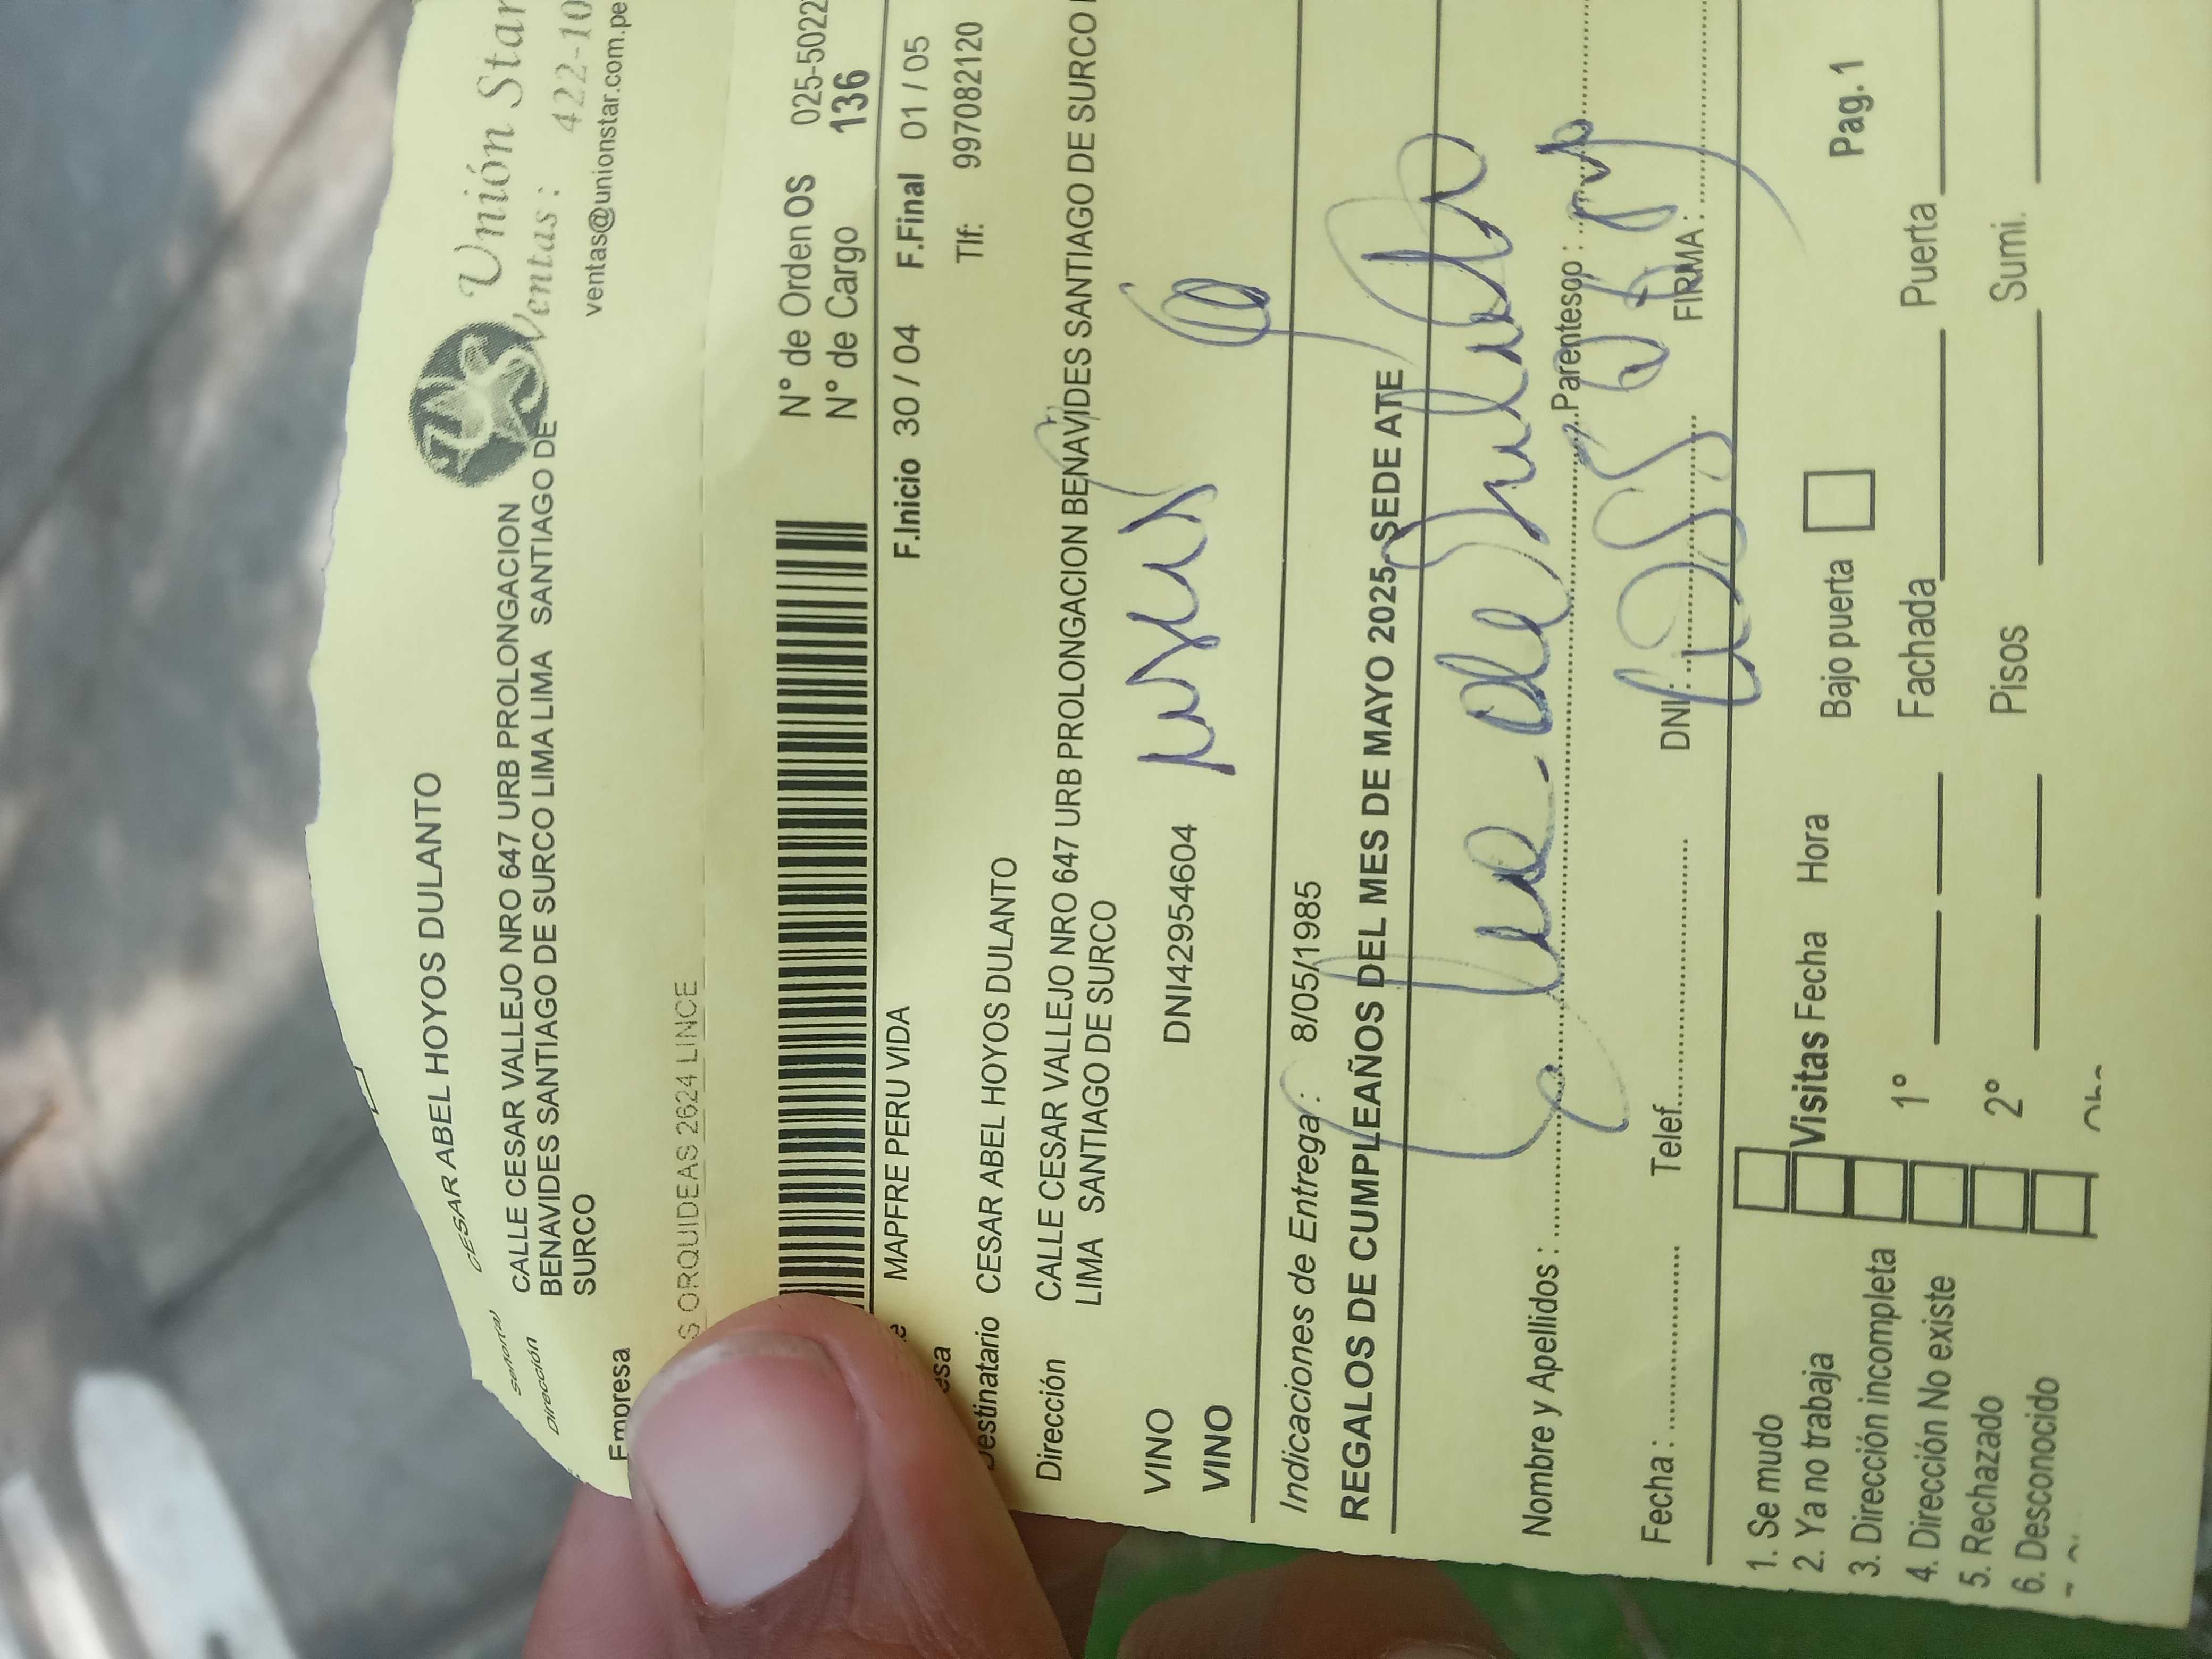 Unión Star
Ventas : 422-10
ventas@unionstar.com.pe
Señor(a) CESAR ABEL HOYOS DULANTO
Dirección CALLE CESAR VALLEJO NRO 647 URB PROLONGACION
BENAVIDES SANTIAGO DE SURCO LIMA LIMA SANTIAGO DE
SURCO
Empresa
S ORQUIDEAS 2624 LINCE
N° de Orden OS 025-5022
N° de Cargo 136
MAPFRE PERU VIDA F.Inicio 30 / 04 F.Final 01 / 05
Tlf: 997082120
Destinatario CESAR ABEL HOYOS DULANTO
Dirección CALLE CESAR VALLEJO NRO 647 URB PROLONGACION BENAVIDES SANTIAGO DE SURCO
LIMA SANTIAGO DE SURCO
VINO DNI42954604
VINO
Indicaciones de Entrega : 8/05/1985
REGALOS DE CUMPLEAÑOS DEL MES DE MAYO 2025-SEDE ATE
Nombre y Apellidos : Parentesqo :
Fecha : Telef. DNI : FIRMA :
1. Se mudo
2. Ya no trabaja Visitas Fecha Hora Bajo puerta Pag. 1
3. Dirección incompleta
4. Dirección No existe 1° Fachada Puerta
5. Rechazado
6. Desconocido 2° Pisos Sumi.